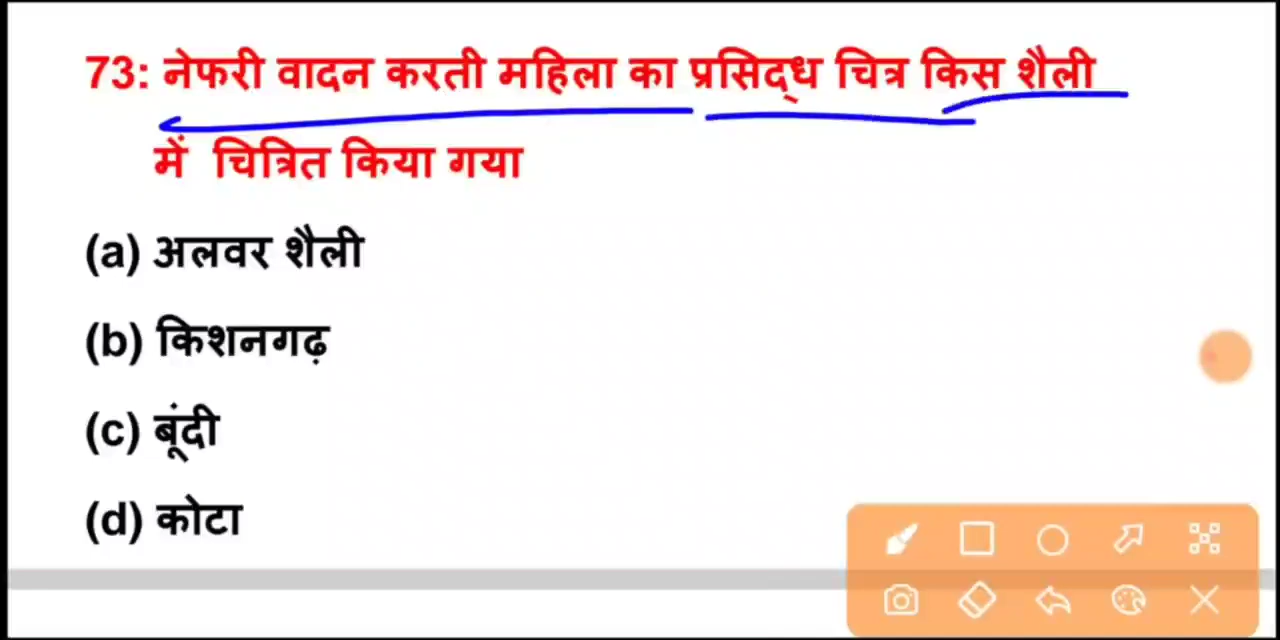 73: नेफरी वादन करती महिला का प्रसिद्ध चित्र किस शैली
में चित्रित किया गया
(a) अलवर शैली
(b) किशनगढ़
(c) बूंदी
(d) कोटा